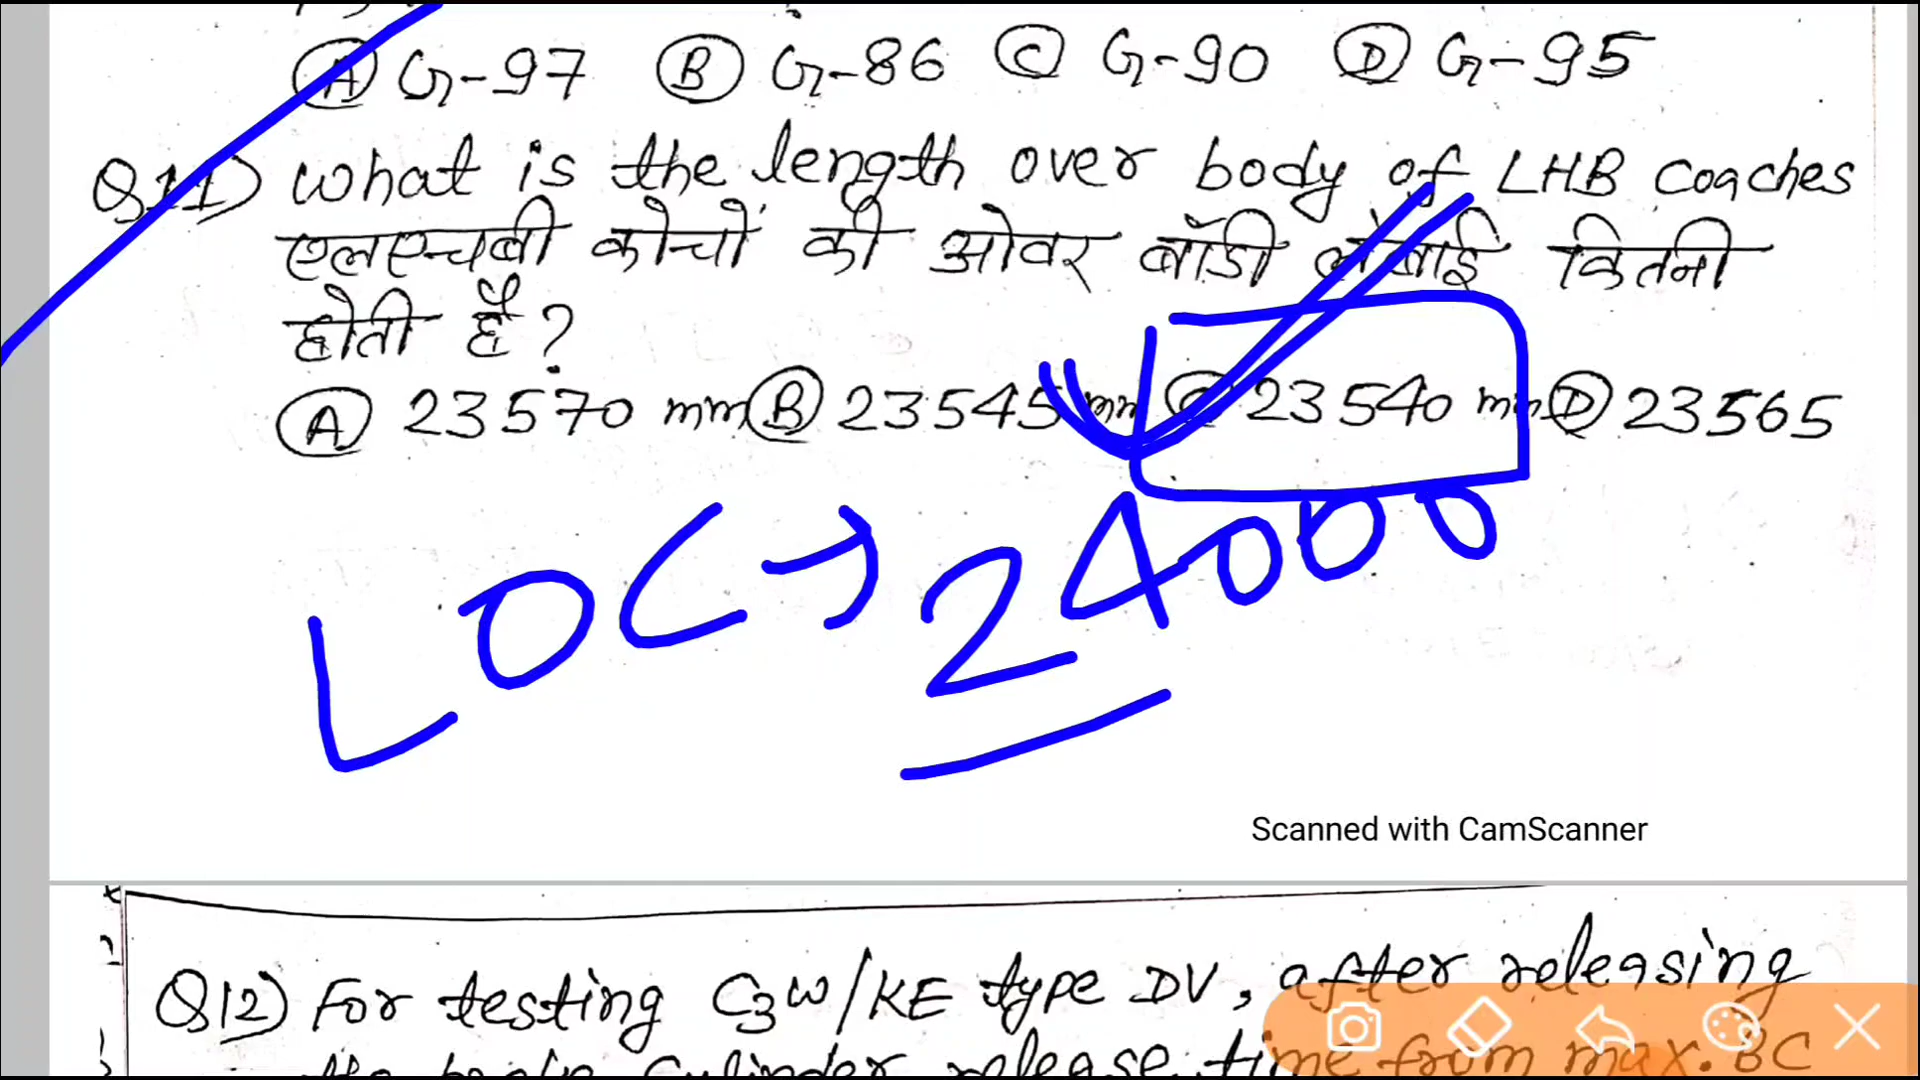 (A) G-97 (B) G-86 (C) G-90 (D) G-95
Q11) What is the length over body of LHB coaches
एलएचबी कोचों की ओवर बॉडी लंबाई कितनी
होती है?
(A) 23570 mm (B) 23545 mm (C) 23540 mm (D) 23565
LOC → 24000
Scanned with CamScanner
Q12) For testing C3W/KE type DV, after releasing
the brake cylinder release time from max. BC